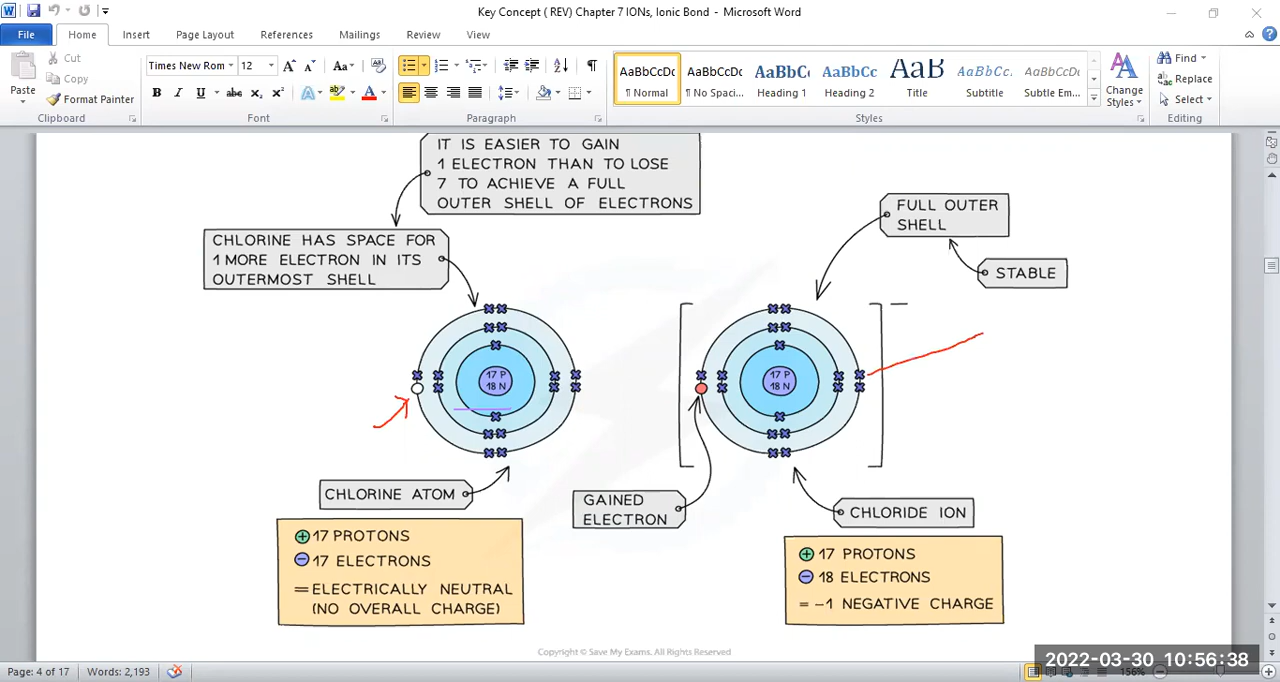 Key Concept ( REV) Chapter 7 IONs, Ionic Bond - Microsoft Word
File Home Insert Page Layout References Mailings Review View
Paste
Cut
Copy
Format Painter
Clipboard
Times New Rom 12
Font
Paragraph
AaBbCcDc
¶ Normal
AaBbCcDc
¶ No Spaci...
AaBbCc
Heading 1
AaBbCc
Heading 2
AaB
Title
AaBbCc.
Subtitle
AaBbCcDc
Subtle Em...
Change
Styles
Styles
Find
Replace
Select
Editing
IT IS EASIER TO GAIN
1 ELECTRON THAN TO LOSE
7 TO ACHIEVE A FULL
OUTER SHELL OF ELECTRONS
CHLORINE HAS SPACE FOR
1 MORE ELECTRON IN ITS
OUTERMOST SHELL
FULL OUTER
SHELL
STABLE
17 P
18 N
17 P
18 N
−
CHLORINE ATOM
GAINED
ELECTRON
CHLORIDE ION
+ 17 PROTONS
− 17 ELECTRONS
= ELECTRICALLY NEUTRAL
(NO OVERALL CHARGE)
+ 17 PROTONS
− 18 ELECTRONS
= −1 NEGATIVE CHARGE
Copyright © Save My Exams. All Rights Reserved
2022-03-30 10:56:38
Page: 4 of 17 Words: 2,193
156%